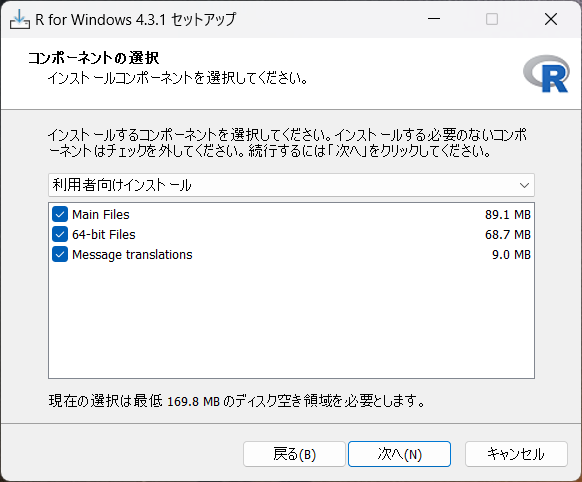 R for Windows 4.3.1 セットアップ
コンポーネントの選択
インストールコンポーネントを選択してください。
R
インストールするコンポーネントを選択してください。インストールする必要のないコンポ
ーネントはチェックを外してください。続行するには「次へ」をクリックしてください。
利用者向けインストール
Main Files 89.1 MB
64-bit Files 68.7 MB
Message translations 9.0 MB
現在の選択は最低 169.8 MB のディスク空き領域を必要とします。
戻る(B) 次へ(N) キャンセル